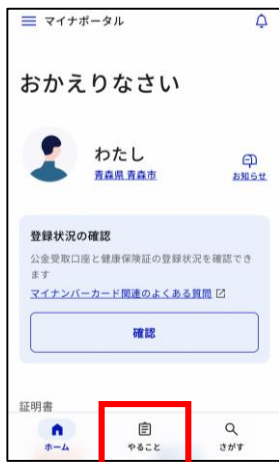 マイナポータル
おかえりなさい
わたし
青森県 青森市
お知らせ
登録状況の確認
公金受取口座と健康保険証の登録状況を確認でき
ます
マイナンバーカード関連のよくある質問
確認
証明書
ホーム
やること
さがす